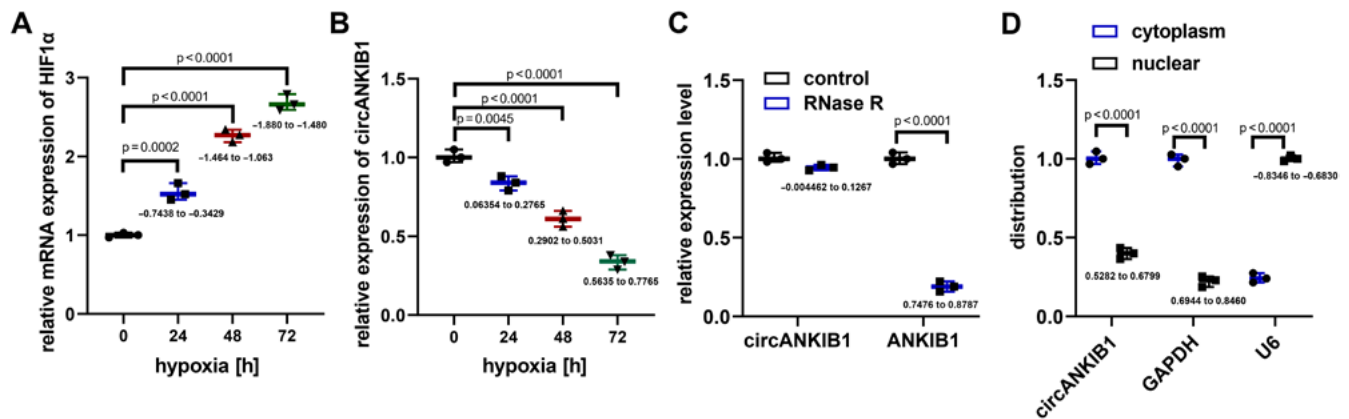 A
relative mRNA expression of HIF1α
3
2
1
0
p<0.0001
p<0.0001
p=0.0002
−1.880 to −1.480
−1.464 to −1.063
−0.7438 to −0.3429
0 24 48 72
hypoxia [h]
B
relative expression of circANKIB1
1.5
1.0
0.5
0.0
p<0.0001
p<0.0001
p=0.0045
0.06354 to 0.2765
0.2902 to 0.5031
0.5635 to 0.7765
0 24 48 72
hypoxia [h]
C
relative expression level
1.5
1.0
0.5
0.0
control
RNase R
p<0.0001
-0.004462 to 0.1267
0.7476 to 0.8787
circANKIB1 ANKIB1
D
cytoplasm
nuclear
distribution
1.5
1.0
0.5
0.0
p<0.0001 p<0.0001 p<0.0001
−0.8346 to −0.6830
0.5282 to 0.6799
0.6944 to 0.8460
circANKIB1 GAPDH U6